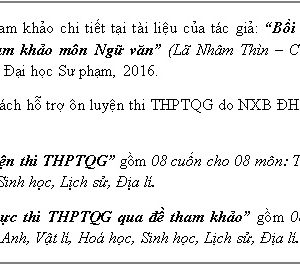 am khảo chi tiết tại tài liệu của tác giả: “Bồi
am khảo môn Ngữ văn” (Lã Nhâm Thìn – C
Đại học Sư phạm, 2016.
ách hỗ trợ ôn luyện thi THPTQG do NXB ĐH
ện thi THPTQG” gồm 08 cuốn cho 08 môn: T
Sinh học, Lịch sử, Địa lí.
ực thi THPTQG qua đề tham khảo” gồm 0
Anh, Vật lí, Hoá học, Sinh học, Lịch sử, Địa lí.